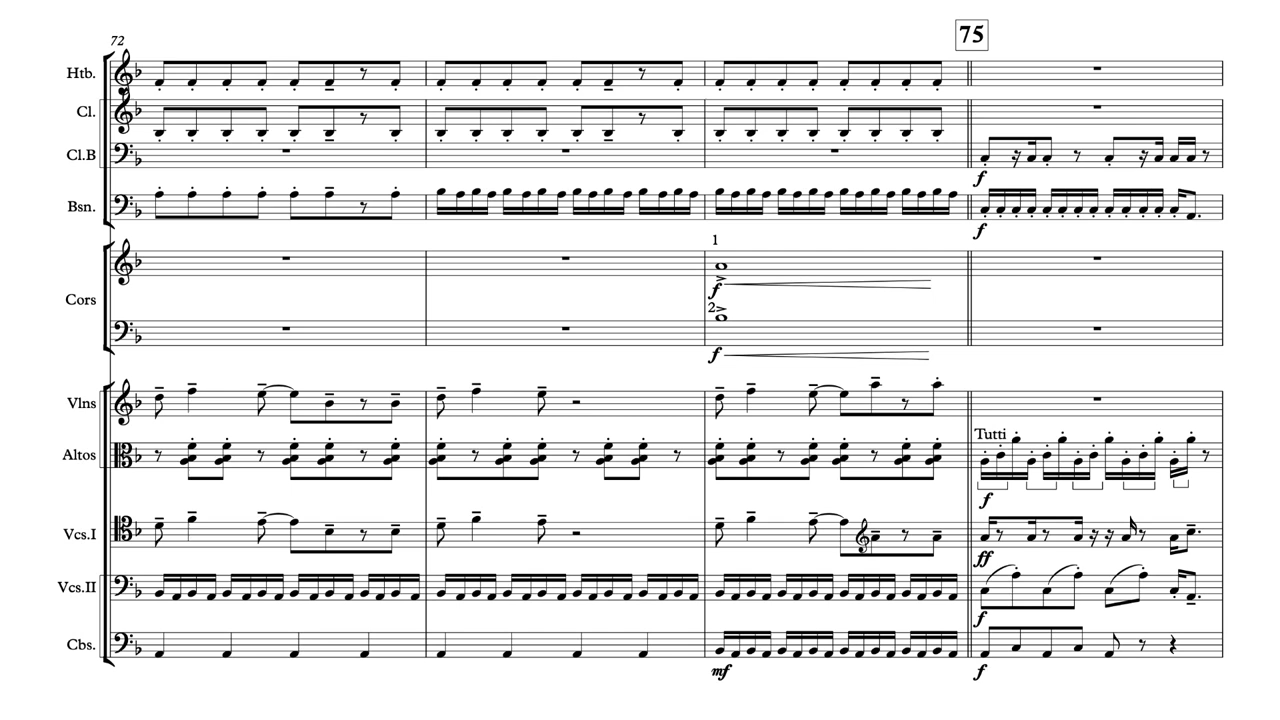 75
72
Htb.
Cl.
Cl.B
f
Bsn.
f
1
f
Cors
2
f
Vlns
Tutti
Altos
f
Vcs.I
ff
Vcs.II
f
Cbs.
mf
f